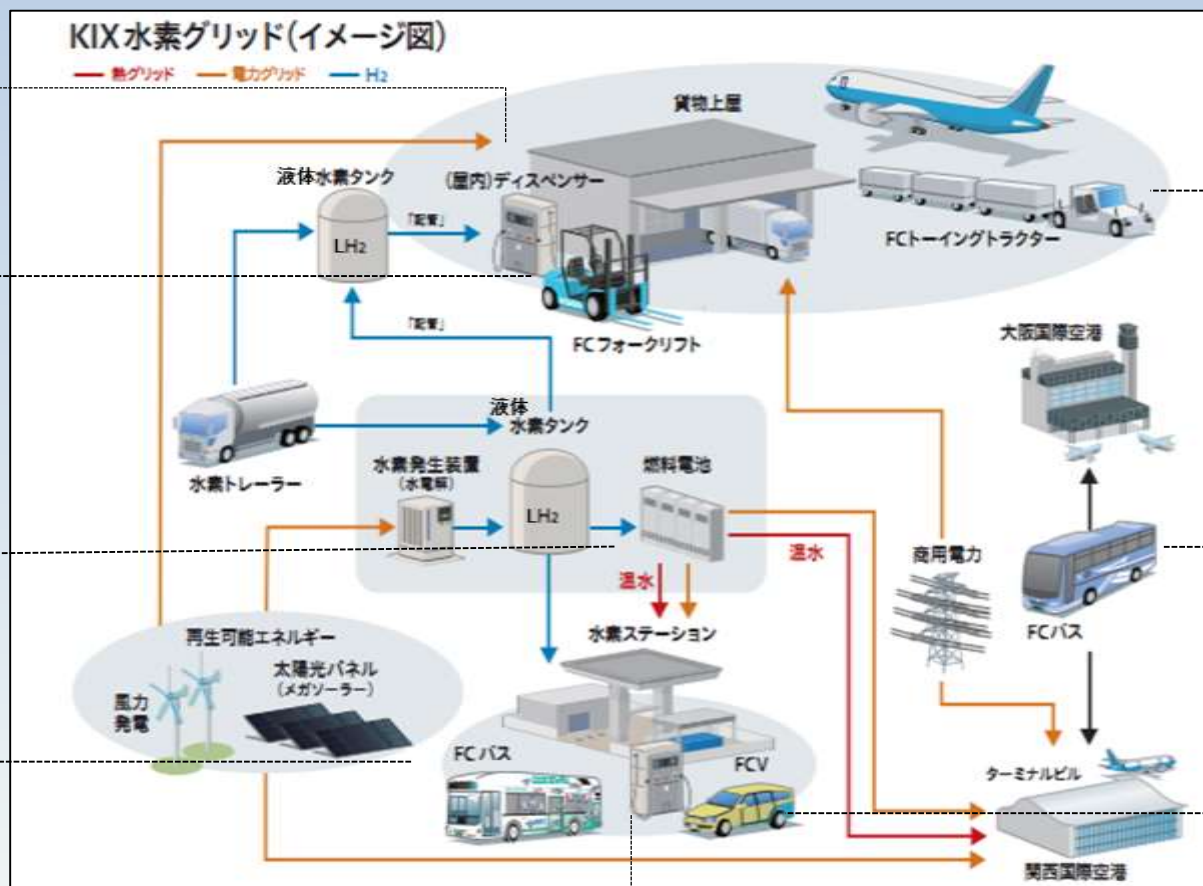 KIX 水素グリッド(イメージ図)
熱グリッド 電力グリッド H₂
貨物上屋
液体水素タンク
(屋内)ディスペンサー
「配管」
LH₂
FCトーイングトラクター
「配管」
FCフォークリフト
大阪国際空港
液体
水素タンク
水素トレーラー
水素発生装置
(水電解)
燃料電池
LH₂
温水
商用電力
温水
FCバス
再生可能エネルギー
水素ステーション
太陽光パネル
(メガソーラー)
風力
発電
FCバス
FCV
ターミナルビル
関西国際空港